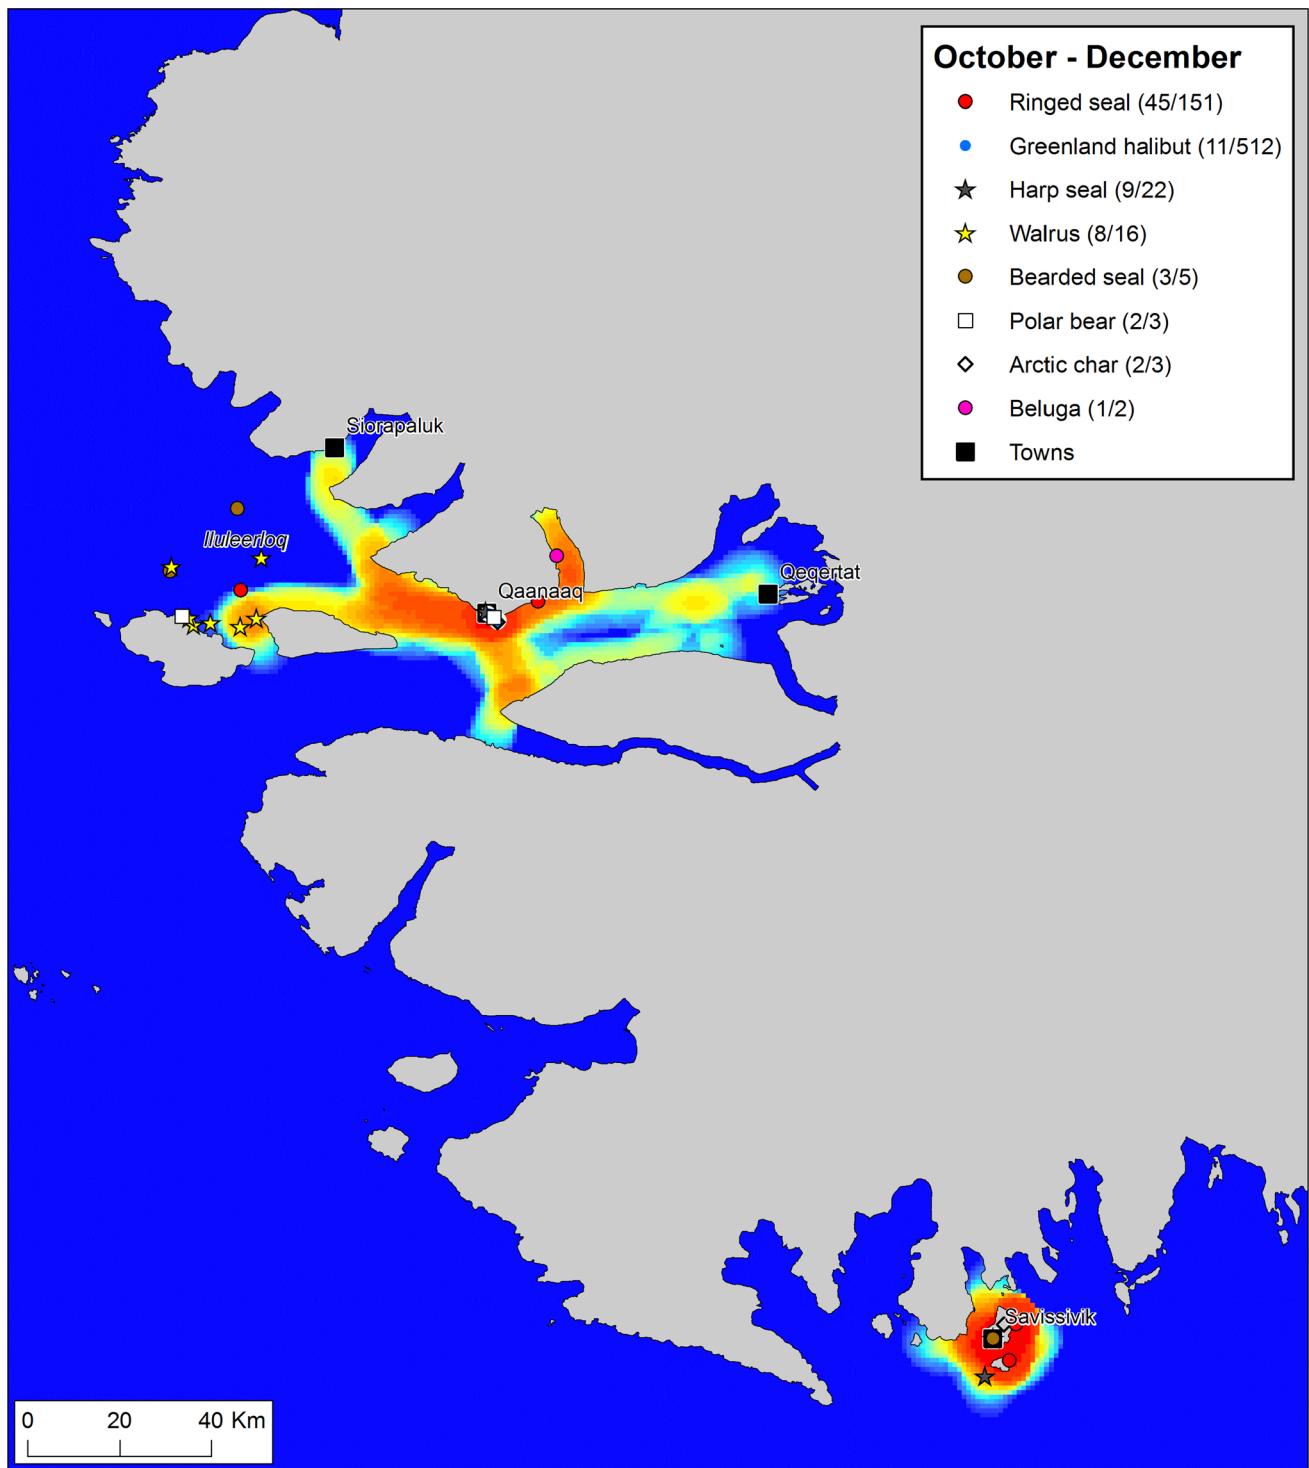 October - December
Ringed seal (45/151)
Greenland halibut (11/512)
Harp seal (9/22)
Walrus (8/16)
Bearded seal (3/5)
Polar bear (2/3)
Arctic char (2/3)
Beluga (1/2)
Towns
Siorapaluk
Iluleerloq
Qeqertat
Qaanaaq
Savissivik
0 20 40 Km